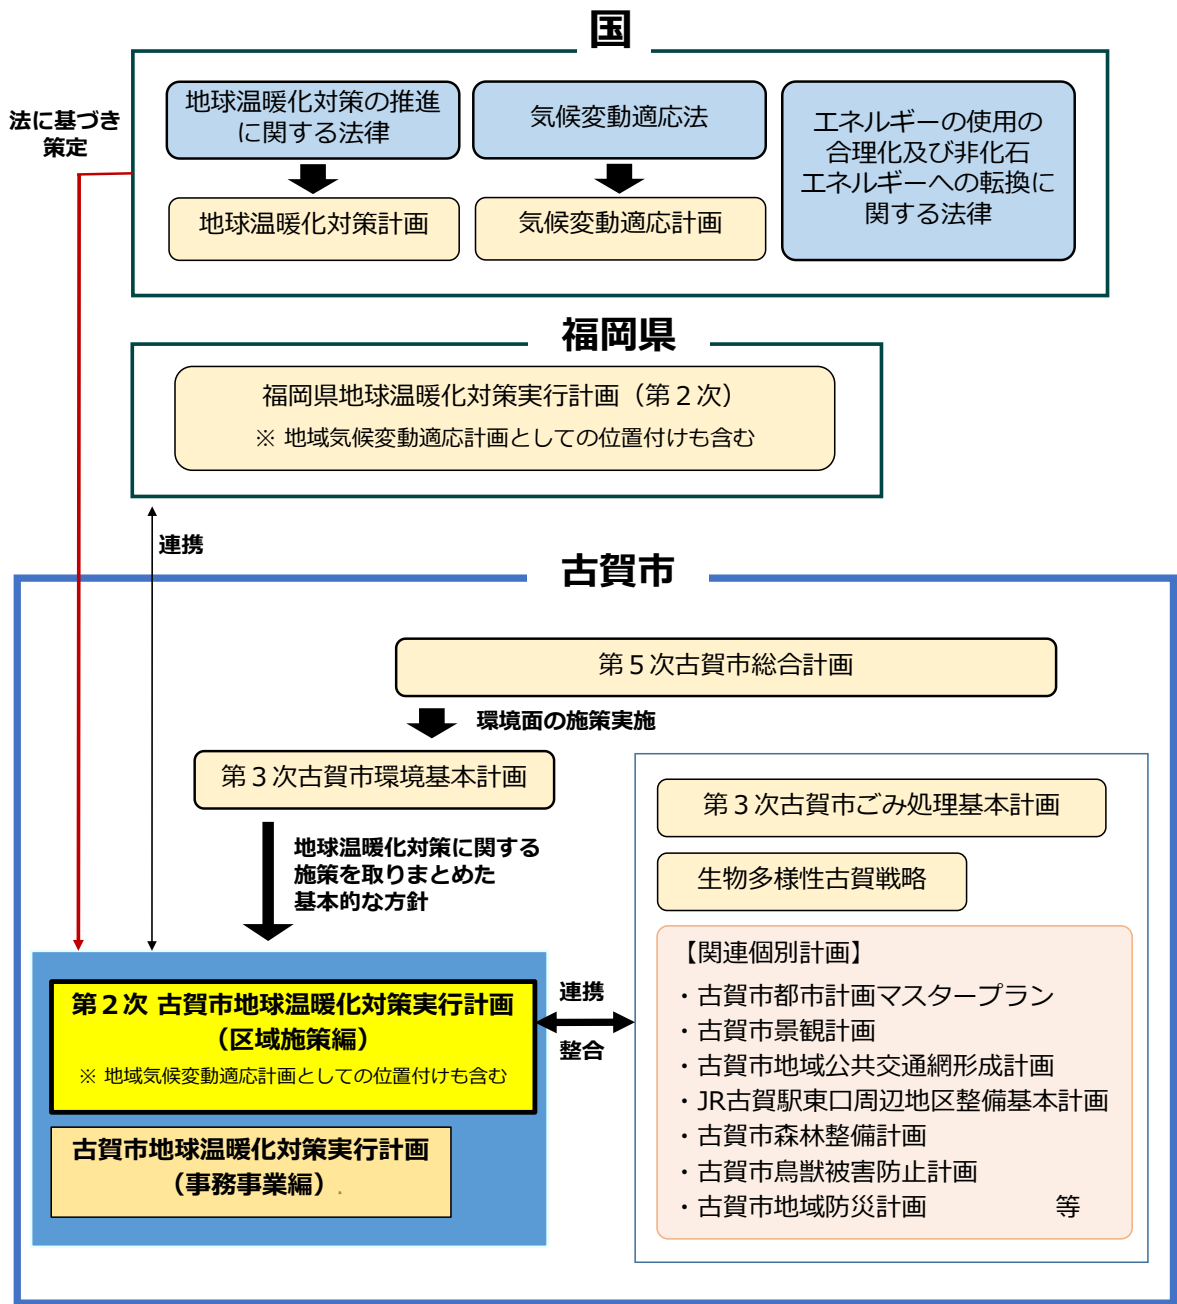 国
法に基づき
策定
地球温暖化対策の推進
に関する法律
気候変動適応法
エネルギーの使用の
合理化及び非化石
エネルギーへの転換に
関する法律
地球温暖化対策計画
気候変動適応計画
福岡県
福岡県地球温暖化対策実行計画（第２次）
※ 地域気候変動適応計画としての位置付けも含む
連携
古賀市
第５次古賀市総合計画
環境面の施策実施
第３次古賀市環境基本計画
地球温暖化対策に関する
施策を取りまとめた
基本的な方針
第２次 古賀市地球温暖化対策実行計画
（区域施策編）
※ 地域気候変動適応計画としての位置付けも含む
古賀市地球温暖化対策実行計画
（事務事業編）.
連携
整合
第３次古賀市ごみ処理基本計画
生物多様性古賀戦略
【関連個別計画】
・古賀市都市計画マスタープラン
・古賀市景観計画
・古賀市地域公共交通網形成計画
・JR古賀駅東口周辺地区整備基本計画
・古賀市森林整備計画
・古賀市鳥獣被害防止計画
・古賀市地域防災計画　　　　　等